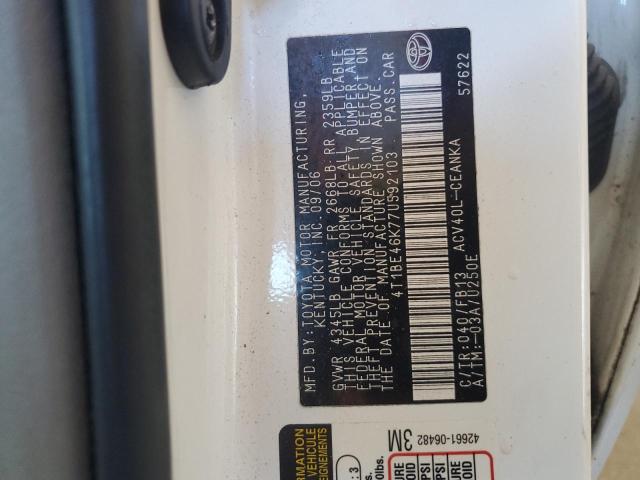 MFD.BY:TOYOTA MOTOR MANUFACTURING,
KENTUCKY, INC. 09/06
GVWR 4345LB GAWR FR 2668LB RR 2359LB
THIS VEHICLE CONFORMS TO ALL APPLICABLE
FEDERAL MOTOR VEHICLE SAFETY, BUMPER, AND
THEFT PREVENTION STANDARDS IN EFFECT ON
THE DATE OF MANUFACTURE SHOWN ABOVE.
4T1BE46K77U592103 PASS.CAR
C/TR:040/FB13 ACV40L-CEANKA
A/TM:-03A/U250E 57622
42661-06482
3M